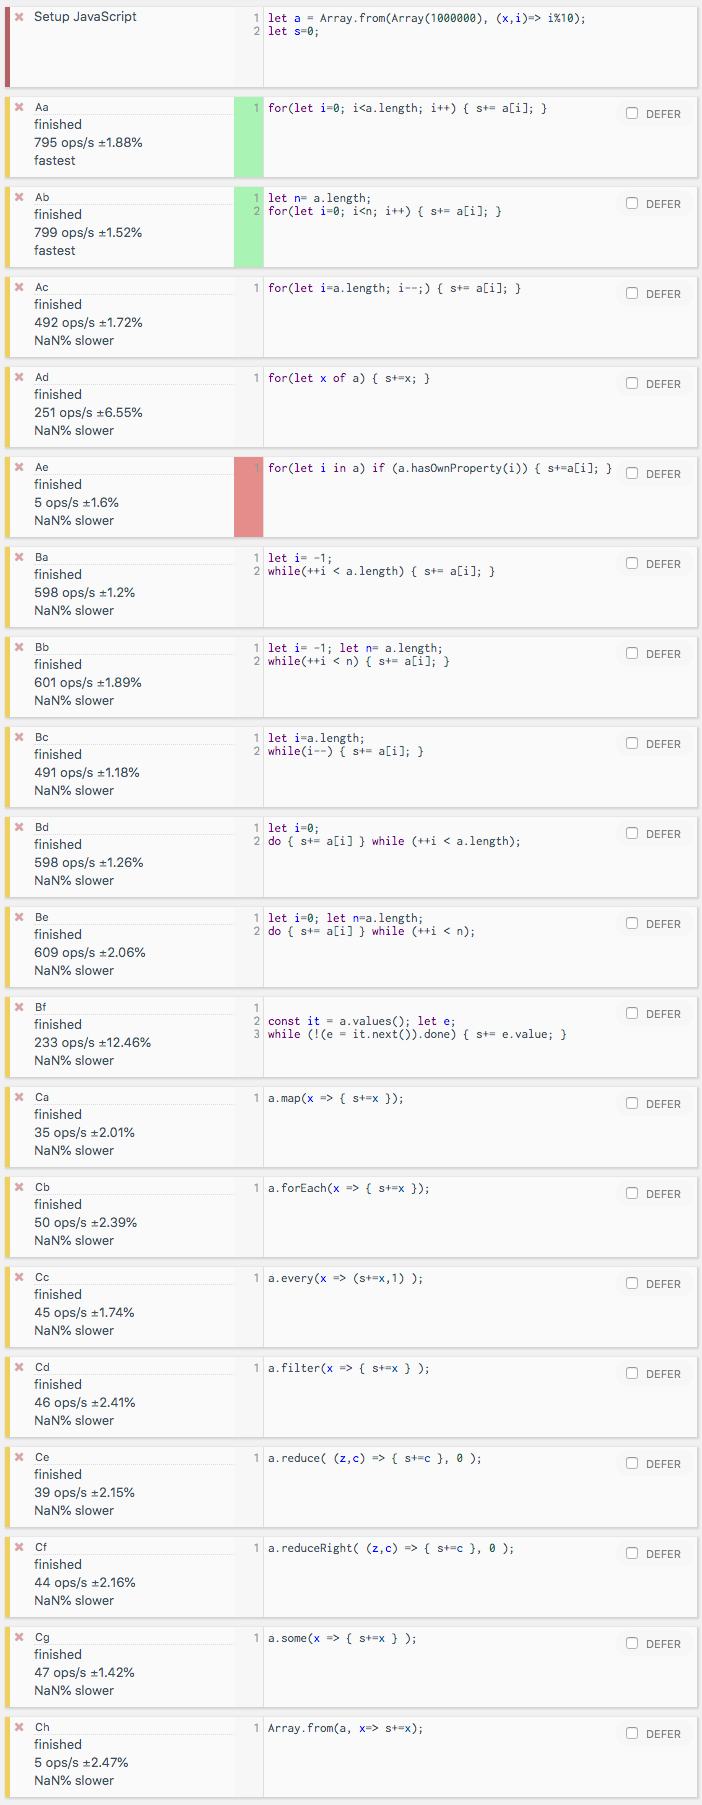 Setup JavaScript
1 let a = Array.from(Array(1000000), (x,i)=> i%10);
2 let s=0;
Aa
finished
795 ops/s ±1.88%
fastest
1 for(let i=0; i<a.length; i++) { s+= a[i]; }
DEFER
Ab
finished
799 ops/s ±1.52%
fastest
1 let n= a.length;
2 for(let i=0; i<n; i++) { s+= a[i]; }
DEFER
Ac
finished
492 ops/s ±1.72%
NaN% slower
1 for(let i=a.length; i--;) { s+= a[i]; }
DEFER
Ad
finished
251 ops/s ±6.55%
NaN% slower
1 for(let x of a) { s+=x; }
DEFER
Ae
finished
5 ops/s ±1.6%
NaN% slower
1 for(let i in a) if (a.hasOwnProperty(i)) { s+=a[i]; }
DEFER
Ba
finished
598 ops/s ±1.2%
NaN% slower
1 let i= -1;
2 while(++i < a.length) { s+= a[i]; }
DEFER
Bb
finished
601 ops/s ±1.89%
NaN% slower
1 let i= -1; let n= a.length;
2 while(++i < n) { s+= a[i]; }
DEFER
Bc
finished
491 ops/s ±1.18%
NaN% slower
1 let i=a.length;
2 while(i--) { s+= a[i]; }
DEFER
Bd
finished
598 ops/s ±1.26%
NaN% slower
1 let i=0;
2 do { s+= a[i] } while (++i < a.length);
DEFER
Be
finished
609 ops/s ±2.06%
NaN% slower
1 let i=0; let n=a.length;
2 do { s+= a[i] } while (++i < n);
DEFER
Bf
finished
233 ops/s ±12.46%
NaN% slower
1
2 const it = a.values(); let e;
3 while (!(e = it.next()).done) { s+= e.value; }
DEFER
Ca
finished
35 ops/s ±2.01%
NaN% slower
1 a.map(x => { s+=x });
DEFER
Cb
finished
50 ops/s ±2.39%
NaN% slower
1 a.forEach(x => { s+=x });
DEFER
Cc
finished
45 ops/s ±1.74%
NaN% slower
1 a.every(x => (s+=x,1) );
DEFER
Cd
finished
46 ops/s ±2.41%
NaN% slower
1 a.filter(x => { s+=x } );
DEFER
Ce
finished
39 ops/s ±2.15%
NaN% slower
1 a.reduce( (z,c) => { s+=c }, 0 );
DEFER
Cf
finished
44 ops/s ±2.16%
NaN% slower
1 a.reduceRight( (z,c) => { s+=c }, 0 );
DEFER
Cg
finished
47 ops/s ±1.42%
NaN% slower
1 a.some(x => { s+=x } );
DEFER
Ch
finished
5 ops/s ±2.47%
NaN% slower
1 Array.from(a, x=> s+=x);
DEFER